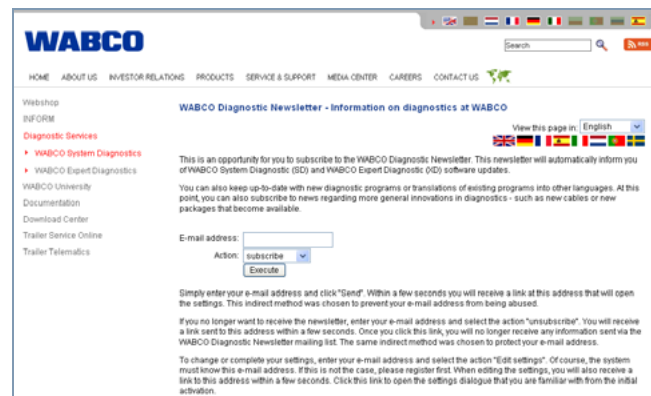 WABCO
Search
RSS
HOME ABOUT US INVESTOR RELATIONS PRODUCTS SERVICE & SUPPORT MEDIA CENTER CAREERS CONTACT US
Webshop
INFORM
Diagnostic Services
WABCO System Diagnostics
WABCO Expert Diagnostics
WABCO University
Documentation
Download Center
Trailer Service Online
Trailer Telematics
WABCO Diagnostic Newsletter - Information on diagnostics at WABCO
View this page in: English
This is an opportunity for you to subscribe to the WABCO Diagnostic Newsletter. This newsletter will automatically inform you
of WABCO System Diagnostic (SD) and WABCO Expert Diagnostic (XD) software updates.
You can also keep up-to-date with new diagnostic programs or translations of existing programs into other languages. At this
point, you can also subscribe to news regarding more general innovations in diagnostics - such as new cables or new
packages that become available.
E-mail address:
Action: subscribe
Execute
Simply enter your e-mail address and click "Send". Within a few seconds you will receive a link at this address that will open
the settings. This indirect method was chosen to prevent your e-mail address from being abused.
If you no longer want to receive the newsletter, enter your e-mail address and select the action "unsubscribe". You will receive
a link sent to this address within a few seconds. Once you click this link, you will no longer receive any information sent via the
WABCO Diagnostic Newsletter mailing list. The same indirect method was chosen to protect your e-mail address.
To change or complete your settings, enter your e-mail address and select the action "Edit settings". Of course, the system
must know this e-mail address. If this is not the case, please register first. When editing the settings, you will also receive a
link to this address within a few seconds. Click this link to open the settings dialogue that you are familiar with from the initial
activation.